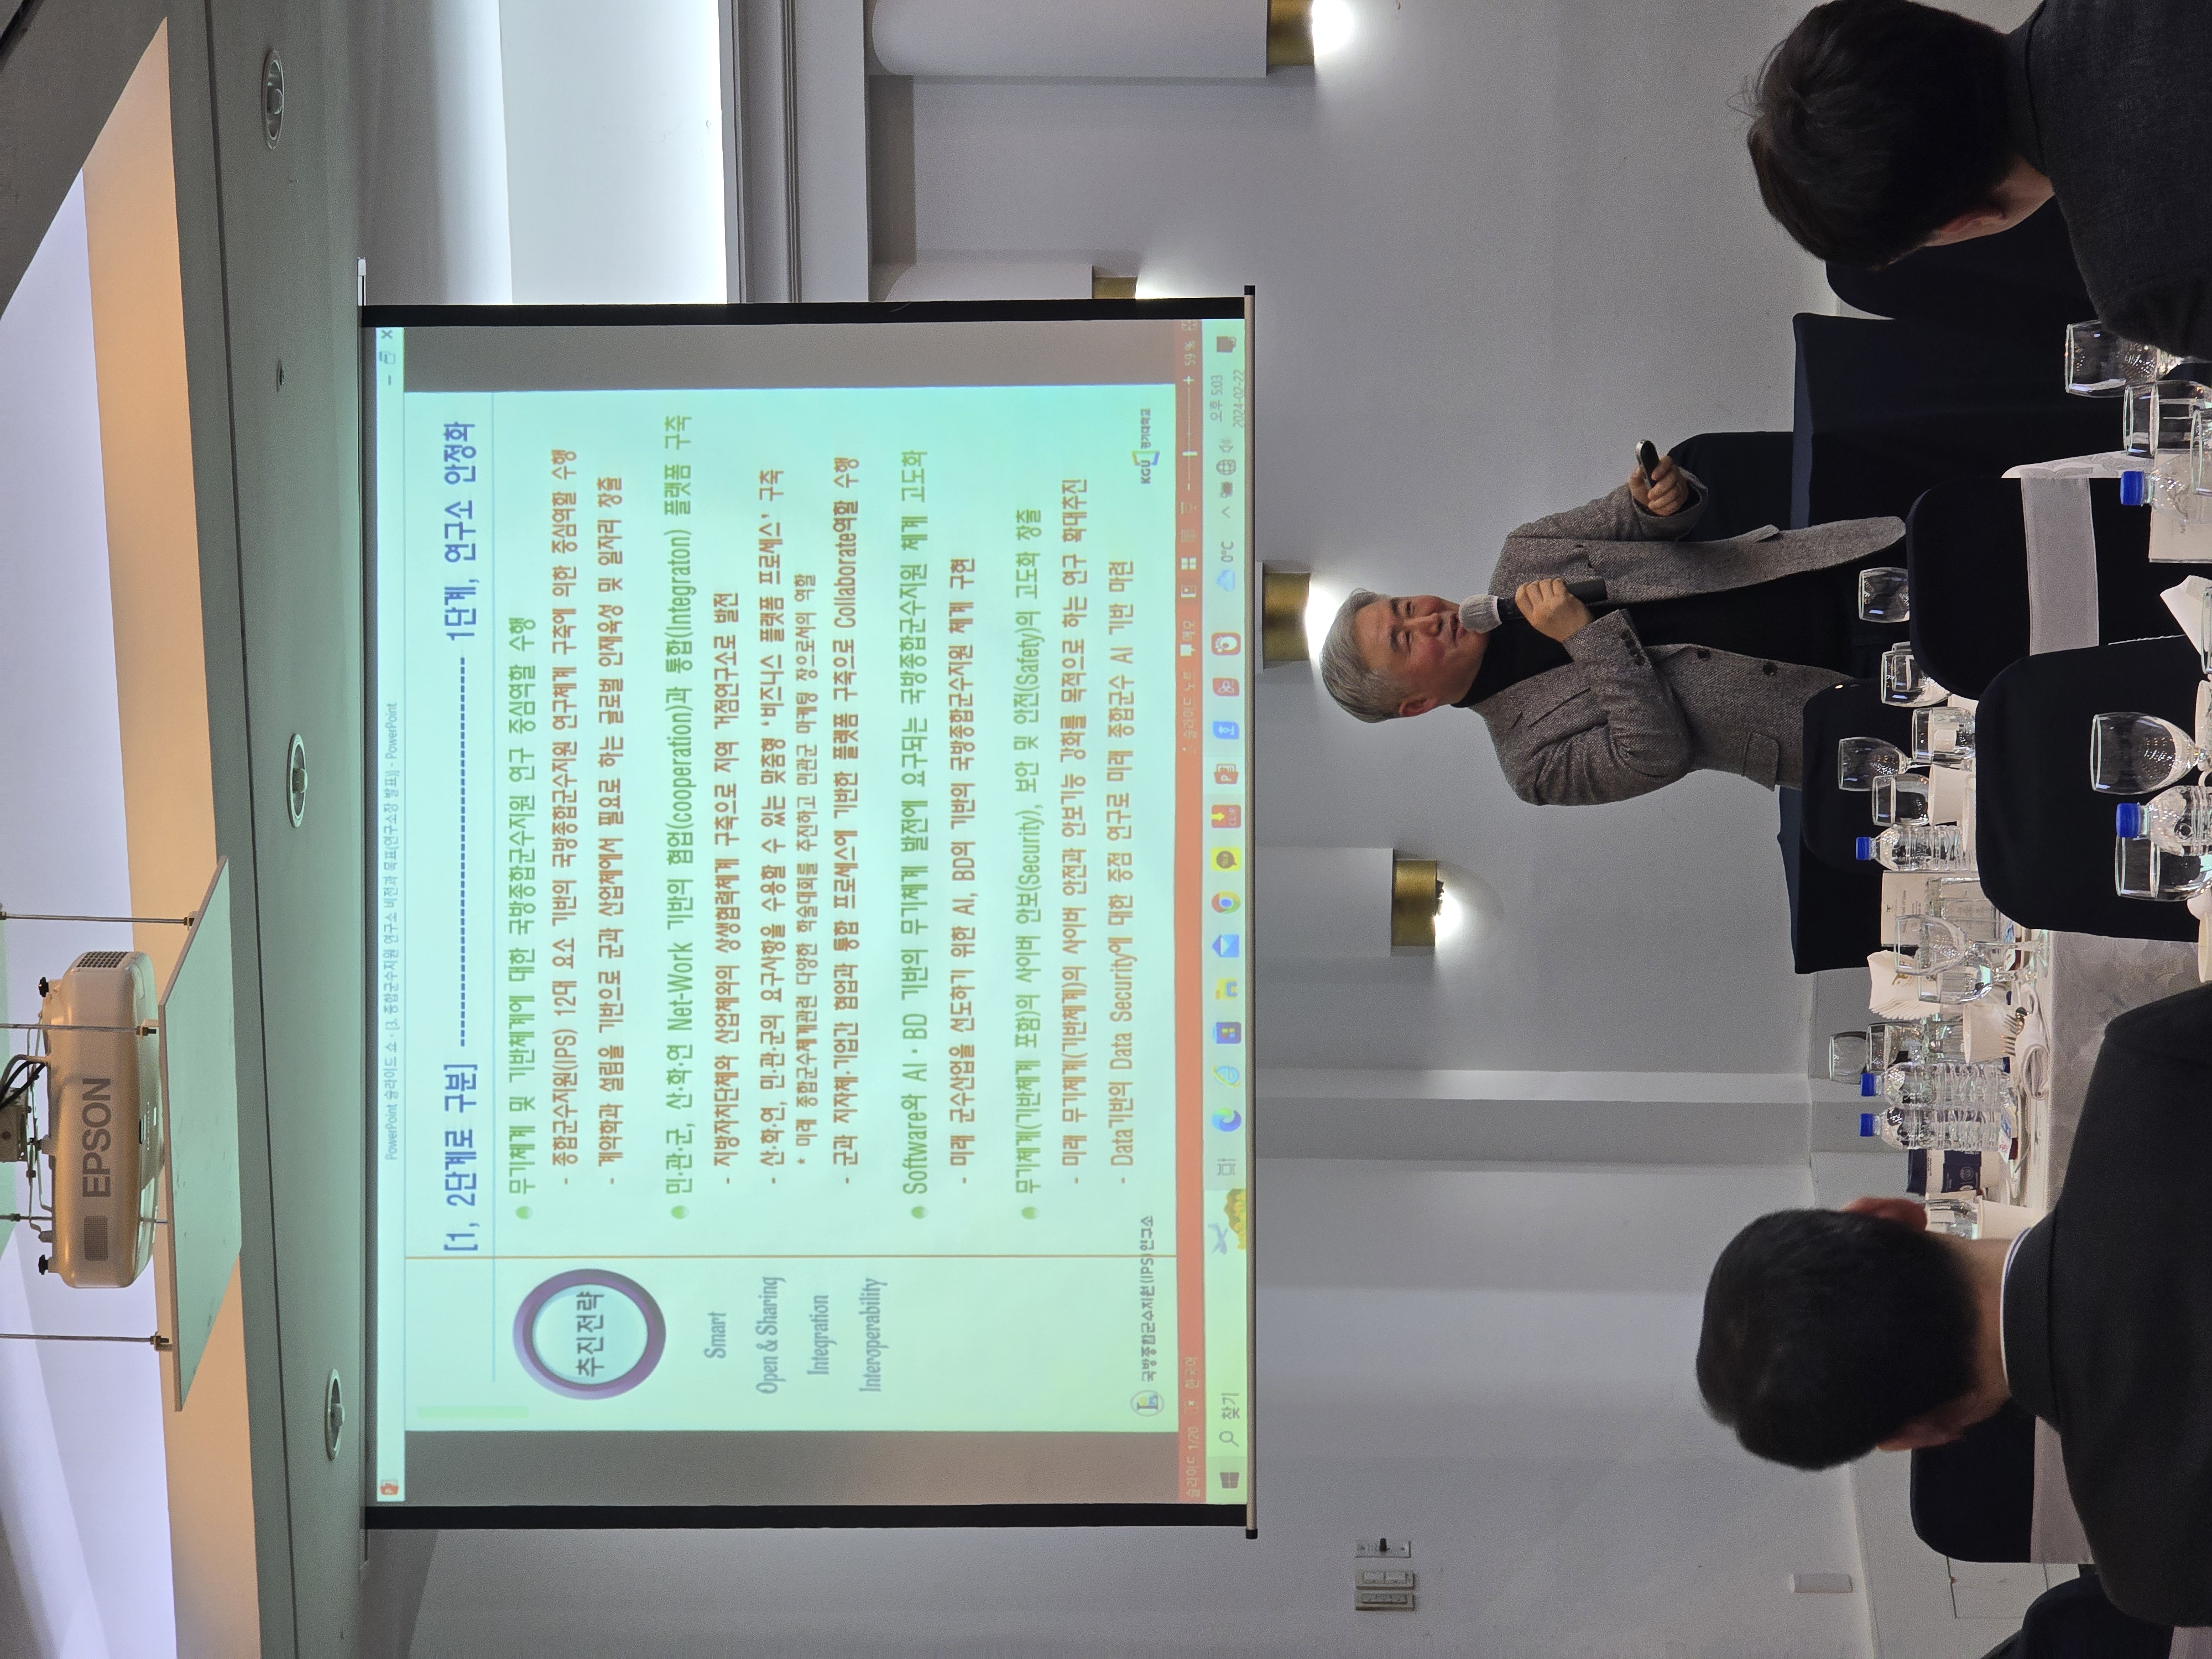 EPSON
PowerPoint 슬라이드 쇼 - [3. 종합군수지원 연구소 비전과 목표(연구소장 발표)] - PowerPoint
[1, 2단계로 구분] ------------------------------------------ 1단계, 연구소 안정화
추진전략
Smart
Open & Sharing
Integration
Interoperability
무기체계 및 기반체계에 대한 국방종합군수지원 연구 중심역할 수행
- 종합군수지원(IPS) 12대 요소 기반의 국방종합군수지원 연구체계 구축에 의한 중심역할 수행
- 계약학과 설립을 기반으로 군과 산업체에서 필요로 하는 글로벌 인재육성 및 일자리 창출
민·관·군, 산·학·연 Net-Work 기반의 협업(cooperation)과 통합(Integraton) 플랫폼 구축
- 지방자치단체와 산업체와의 상생협력체계 구축으로 지역 거점연구소로 발전
- 산·학·연, 민·관·군의 요구사항을 수용할 수 있는 맞춤형 '비즈니스 플랫폼 프로세스' 구축
* 미래 종합군수체계관련 다양한 학술대회를 추진하고 민관군 마케팅 장으로서의 역할
- 군과 지자체·기업간 협업과 통합 프로세스에 기반한 플랫폼 구축으로 Collaborate역할 수행
Software와 AI · BD 기반의 무기체계 발전에 요구되는 국방종합군수지원 체계 고도화
- 미래 군수산업을 선도하기 위한 AI, BD의 기반의 국방종합군수지원 체계 구현
무기체계(기반체계 포함)의 사이버 안보(Security), 보안 및 안전(Safety)의 고도화 창출
- 미래 무기체계(기반체계)의 사이버 안전과 안보기능 강화를 목적으로 하는 연구 확대추진
- Data기반의 Data Security에 대한 중점 연구로 미래 종합군수 AI 기반 마련
국방종합군수지원(IPS)연구소
KGU 경기대학교
슬라이드 1/20 한국어
슬라이드 노트 메모 59 %
찾기
0°C
오후 5:03
2024-02-22